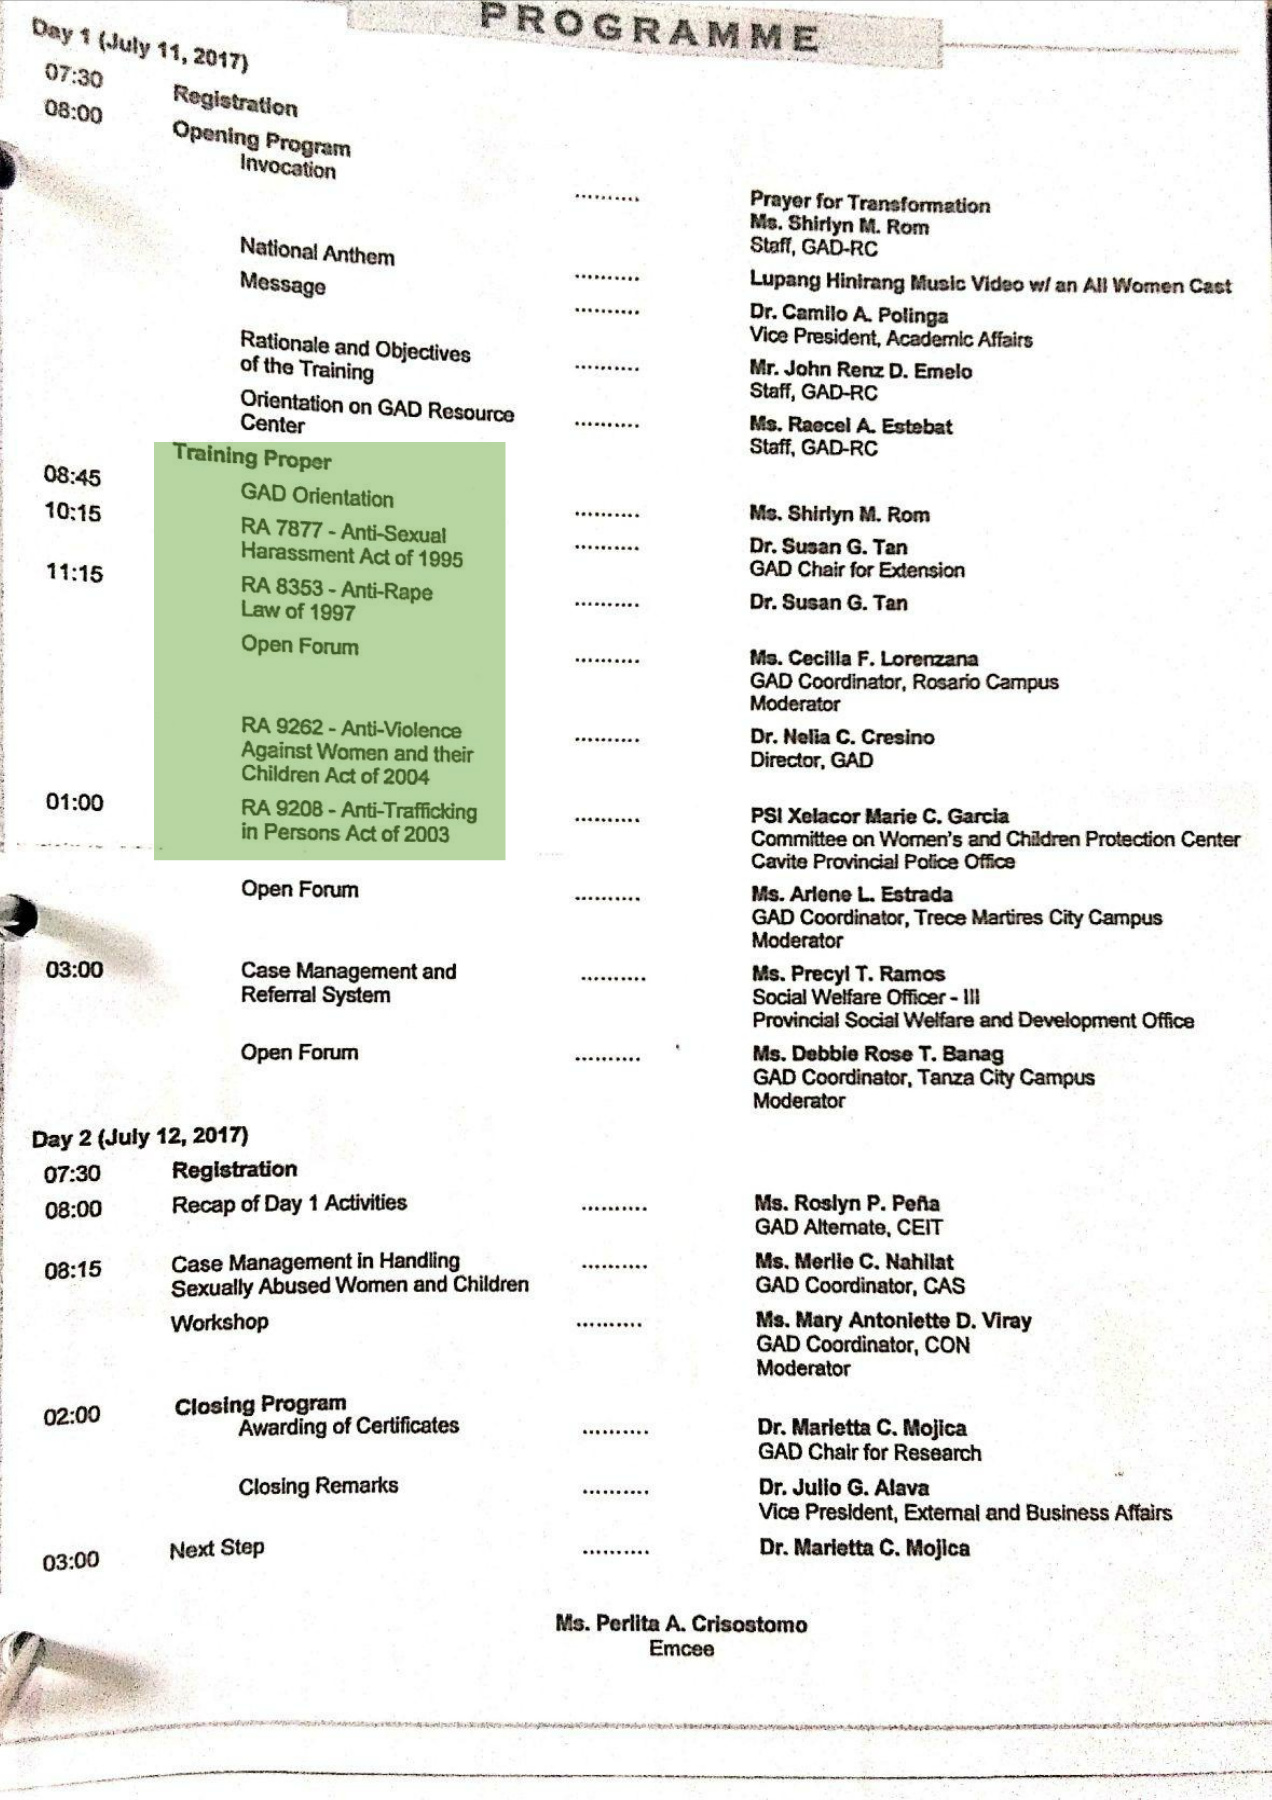 PROGRAMME
Day 1 (July 11, 2017)
07:30 Registration
08:00 Opening Program
Invocation .......... Prayer for Transformation
Ms. Shirlyn M. Rom
Staff, GAD-RC
National Anthem .......... Lupang Hinirang Music Video w/ an All Women Cast
Message .......... Dr. Camilo A. Polinga
Vice President, Academic Affairs
Rationale and Objectives .......... Mr. John Renz D. Emelo
of the Training Staff, GAD-RC
Orientation on GAD Resource .......... Ms. Raecel A. Estebat
Center Staff, GAD-RC
Training Proper
08:45 GAD Orientation .......... Ms. Shirlyn M. Rom
10:15 RA 7877 - Anti-Sexual .......... Dr. Susan G. Tan
Harassment Act of 1995 GAD Chair for Extension
11:15 RA 8353 - Anti-Rape .......... Dr. Susan G. Tan
Law of 1997
Open Forum .......... Ms. Cecilia F. Lorenzana
GAD Coordinator, Rosario Campus
Moderator
RA 9262 - Anti-Violence .......... Dr. Nelia C. Cresino
Against Women and their Director, GAD
Children Act of 2004
01:00 RA 9208 - Anti-Trafficking .......... PSI Xelacor Marie C. Garcia
in Persons Act of 2003 Committee on Women's and Children Protection Center
Cavite Provincial Police Office
Open Forum .......... Ms. Arlene L. Estrada
GAD Coordinator, Trece Martires City Campus
Moderator
03:00 Case Management and .......... Ms. Precyl T. Ramos
Referral System Social Welfare Officer - III
Provincial Social Welfare and Development Office
Open Forum .......... Ms. Debbie Rose T. Banag
GAD Coordinator, Tanza City Campus
Moderator
Day 2 (July 12, 2017)
07:30 Registration
08:00 Recap of Day 1 Activities .......... Ms. Roslyn P. Peña
GAD Alternate, CEIT
08:15 Case Management in Handling .......... Ms. Merlie C. Nahilat
Sexually Abused Women and Children GAD Coordinator, CAS
Workshop .......... Ms. Mary Antoniette D. Viray
GAD Coordinator, CON
Moderator
02:00 Closing Program
Awarding of Certificates .......... Dr. Marietta C. Mojica
GAD Chair for Research
Closing Remarks .......... Dr. Julio G. Alava
Vice President, External and Business Affairs
03:00 Next Step .......... Dr. Marietta C. Mojica
Ms. Perlita A. Crisostomo
Emcee